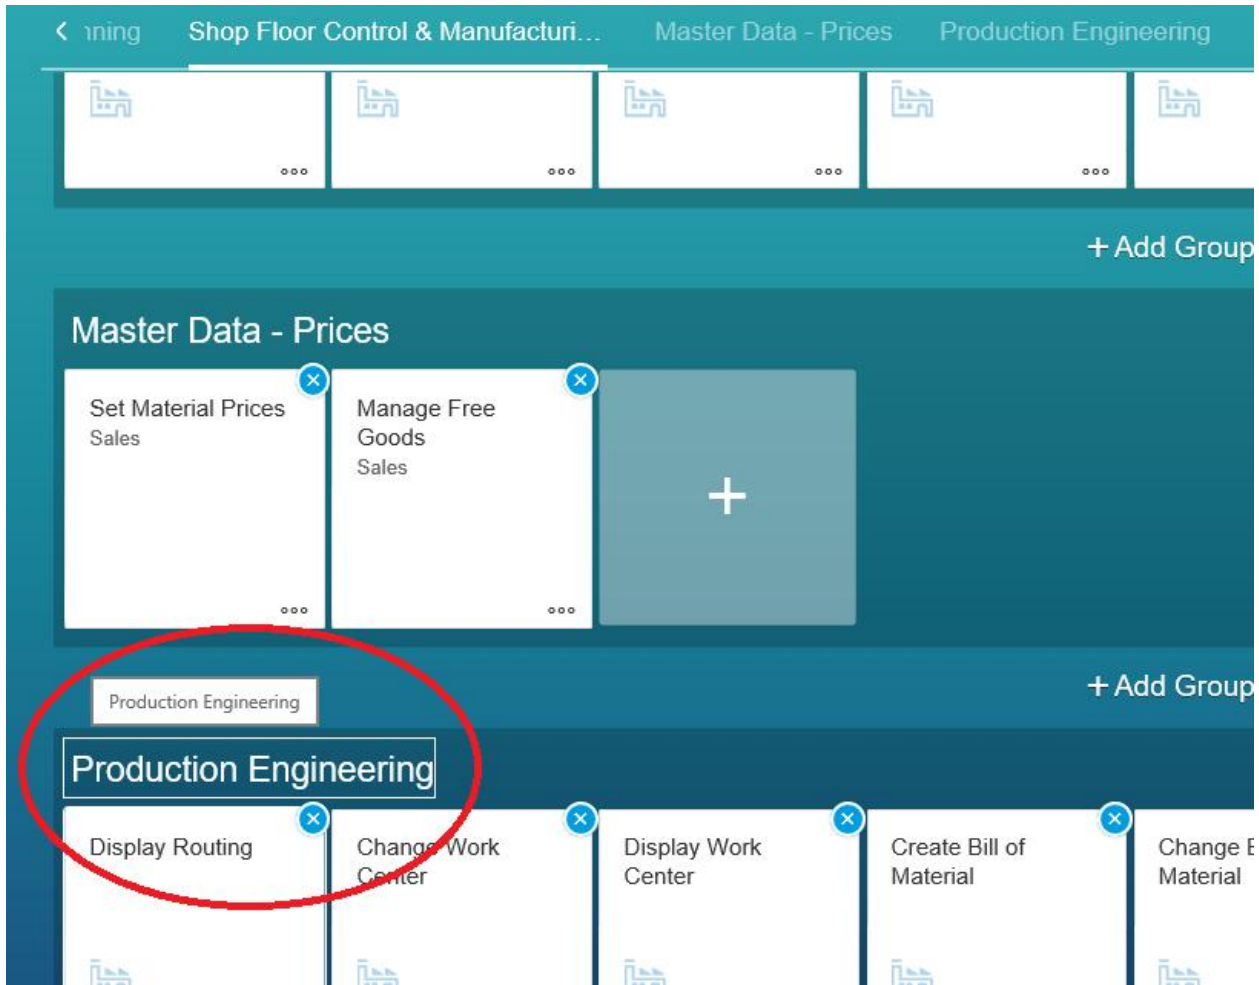 nning Shop Floor Control & Manufacturi... Master Data - Prices Production Engineering
+ Add Group
Master Data - Prices
Set Material Prices
Sales
Manage Free
Goods
Sales
+ Add Group
Production Engineering
Production Engineering
Display Routing
Change Work
Center
Display Work
Center
Create Bill of
Material
Change B
Material